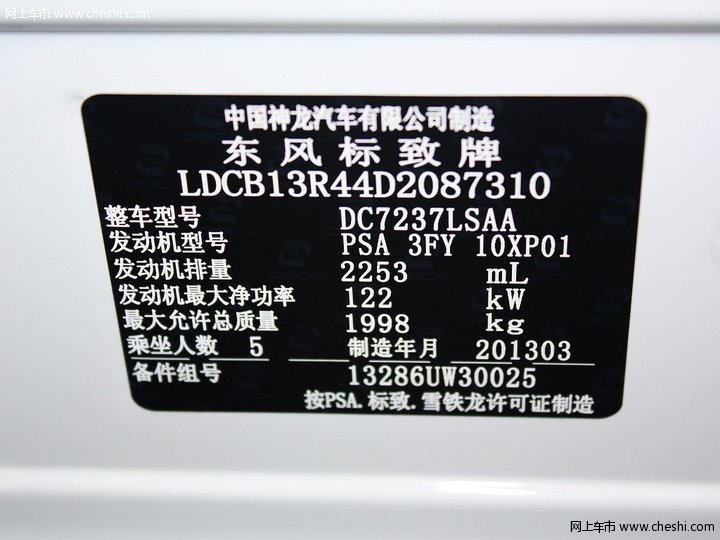 网上车市 www.cheshi.com
中国神龙汽车有限公司制造
东风标致牌
LDCB13R44D2087310
整车型号 DC7237LSAA
发动机型号 PSA 3FY 10XP01
发动机排量 2253 mL
发动机最大净功率 122 kW
最大允许总质量 1998 kg
乘坐人数 5 制造年月 201303
备件组号 13286UW30025
按PSA.标致.雪铁龙许可证制造
网上车市 www.cheshi.com